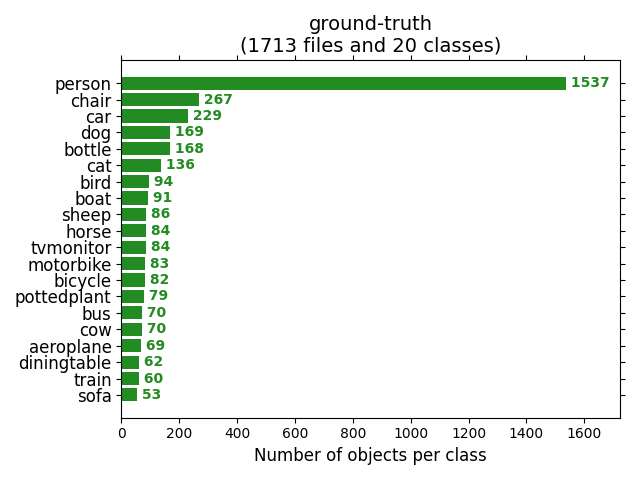 ground-truth
(1713 files and 20 classes)
person 1537
chair 267
car 229
dog 169
bottle 168
cat 136
bird 94
boat 91
sheep 86
horse 84
tvmonitor 84
motorbike 83
bicycle 82
pottedplant 79
bus 70
cow 70
aeroplane 69
diningtable 62
train 60
sofa 53
0 200 400 600 800 1000 1200 1400 1600
Number of objects per class